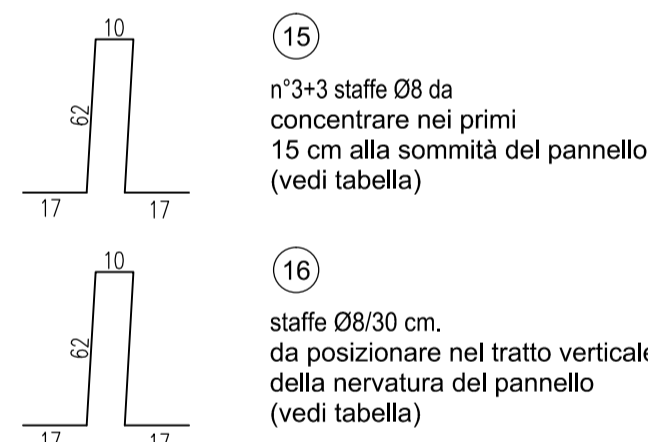 10
15
62
n°3+3 staffe Ø8 da
concentrare nei primi
15 cm alla sommità del pannello
(vedi tabella)
17
17
10
16
62
staffe Ø8/30 cm.
da posizionare nel tratto verticale
della nervatura del pannello
(vedi tabella)
17
17